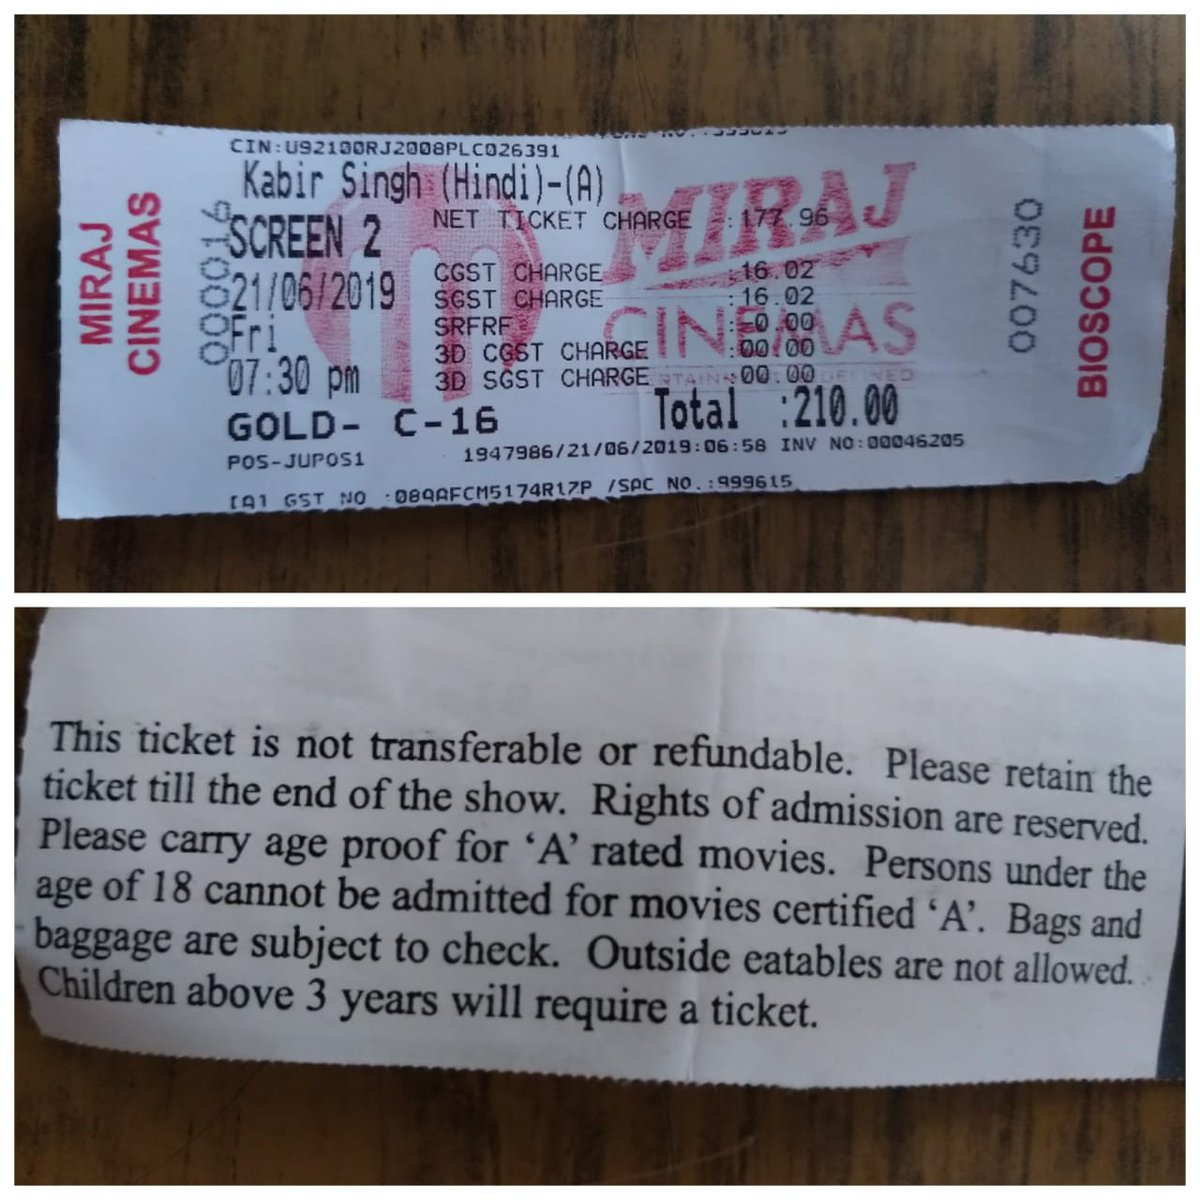 MIRAJ
CINEMAS
000016
CIN:U92100RJ2008PLC026391
Kabir Singh (Hindi)-(A)
SCREEN 2
NET TICKET CHARGE :177.96
21/06/2019
CGST CHARGE :16.02
SGST CHARGE :16.02
Fri
SRFRF :-0.00
3D CGST CHARGE :00.00
07:30 pm
3D SGST CHARGE :00.00
GOLD- C-16
Total :210.00
POS-JUPOS1
1947986/21/06/2019:06:58 INV NO:00046205
GST NO :08AAFCM5174R1ZP /SAC NO.:999615
MIRAJ
CINEMAS
007630
BIOSCOPE
This ticket is not transferable or refundable. Please retain the
ticket till the end of the show. Rights of admission are reserved.
Please carry age proof for ‘A’ rated movies. Persons under the
age of 18 cannot be admitted for movies certified ‘A’. Bags and
baggage are subject to check. Outside eatables are not allowed.
Children above 3 years will require a ticket.